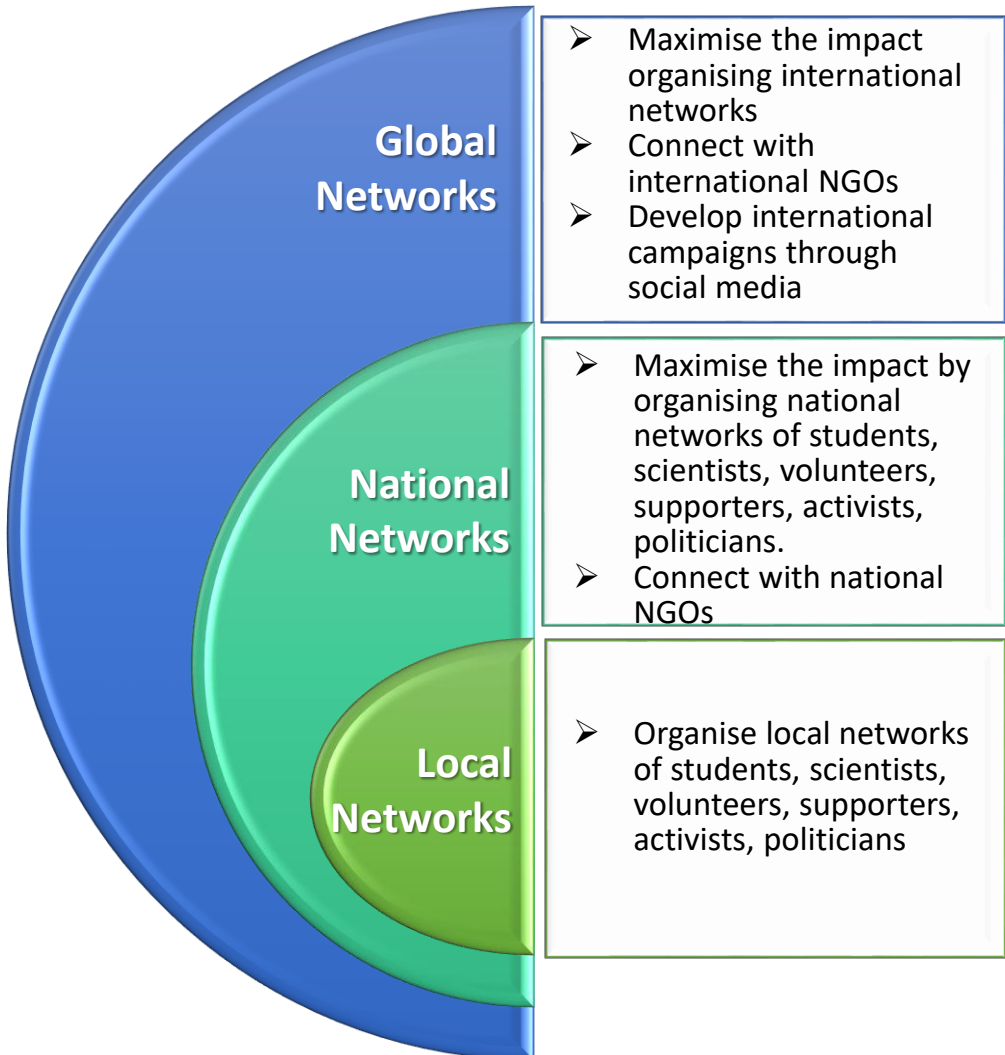 Global
Networks
➢ Maximise the impact
organising international
networks
➢ Connect with
international NGOs
➢ Develop international
campaigns through
social media
National
Networks
➢ Maximise the impact by
organising national
networks of students,
scientists, volunteers,
supporters, activists,
politicians.
➢ Connect with national
NGOs
Local
Networks
➢ Organise local networks
of students, scientists,
volunteers, supporters,
activists, politicians